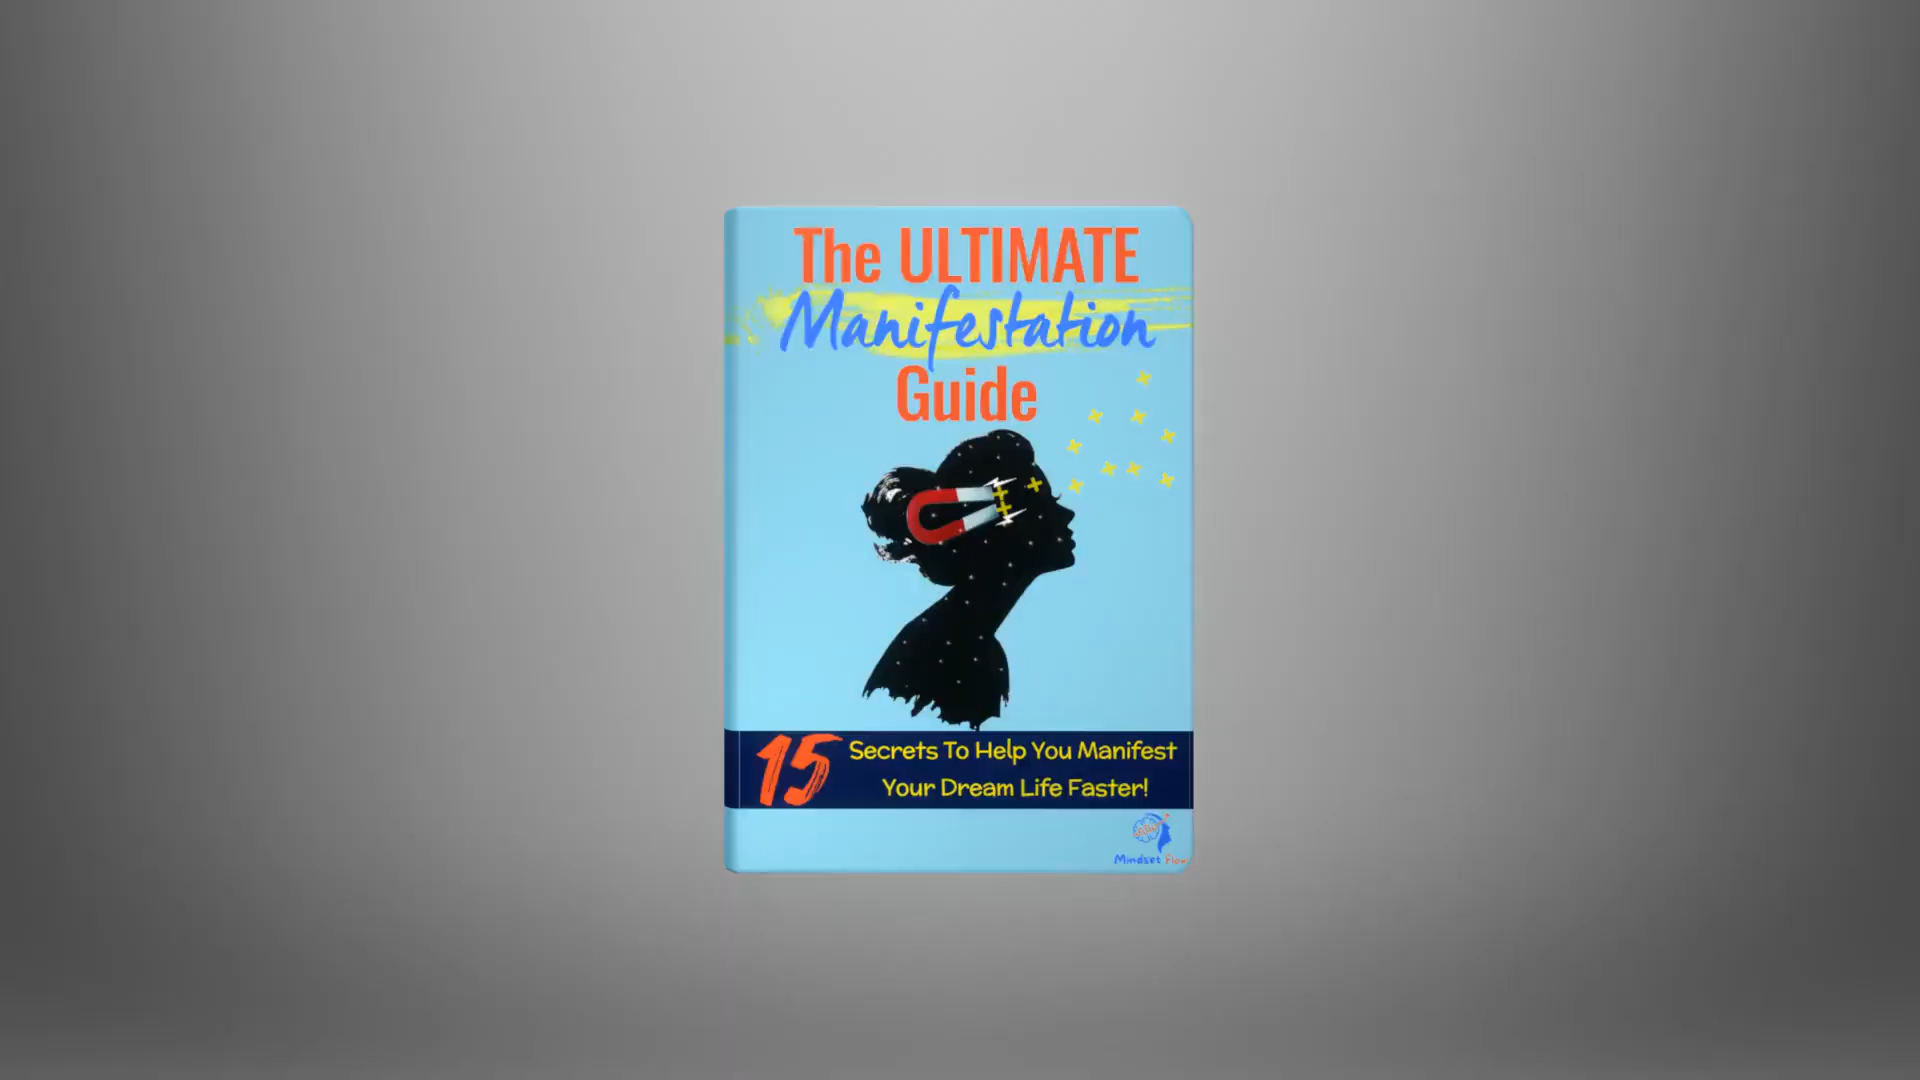 The ULTIMATE
Manifestation
Guide
15 Secrets To Help You Manifest
Your Dream Life Faster!
Mindset Flow